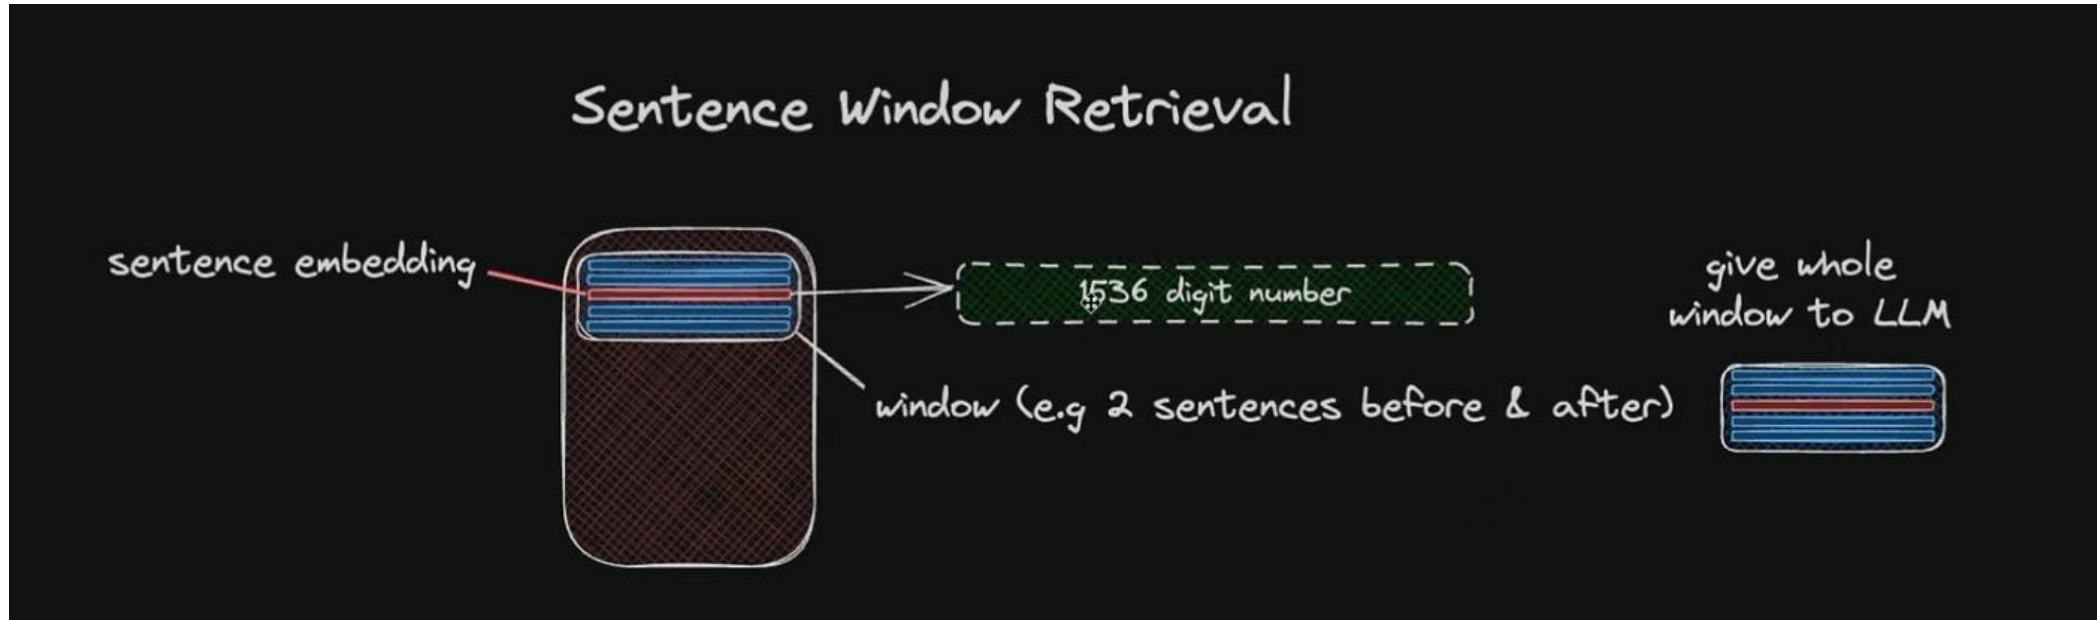 Sentence Window Retrieval
sentence embedding
1536 digit number
window (e.g 2 sentences before & after)
give whole
window to LLM